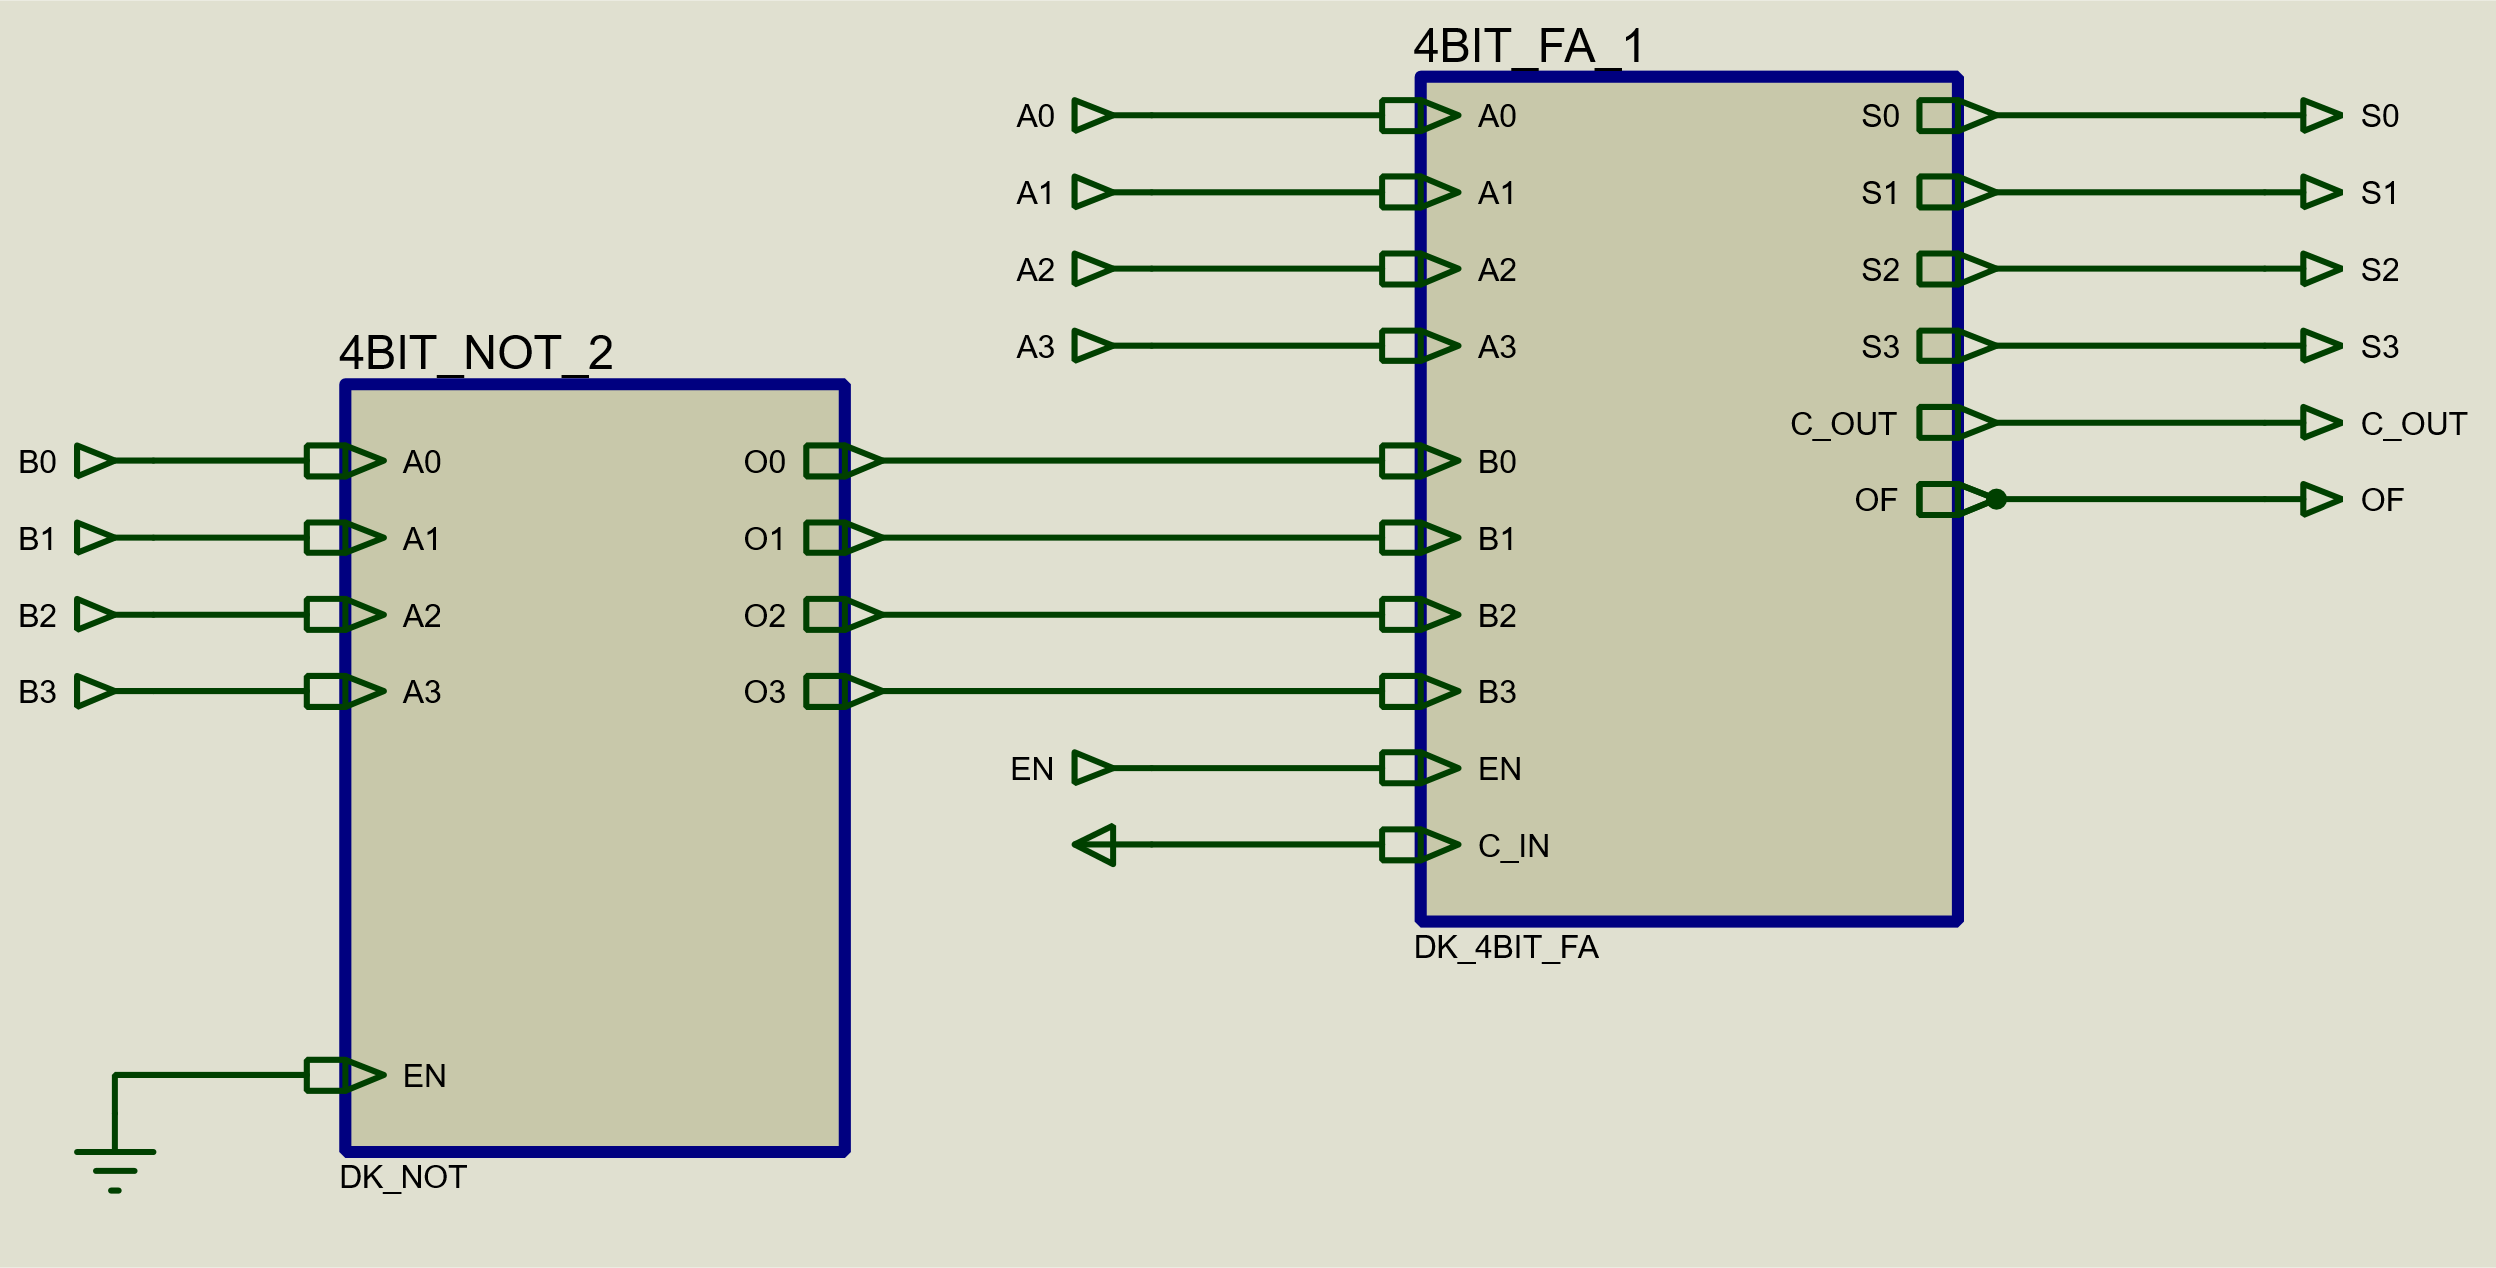 4BIT_FA_1
A0 A0 S0 S0
A1 A1 S1 S1
A2 A2 S2 S2
A3 A3 S3 S3
4BIT_NOT_2
C_OUT C_OUT
B0 A0 O0 B0
OF OF
B1 A1 O1 B1
B2 A2 O2 B2
B3 A3 O3 B3
EN EN
C_IN
DK_4BIT_FA
EN
DK_NOT